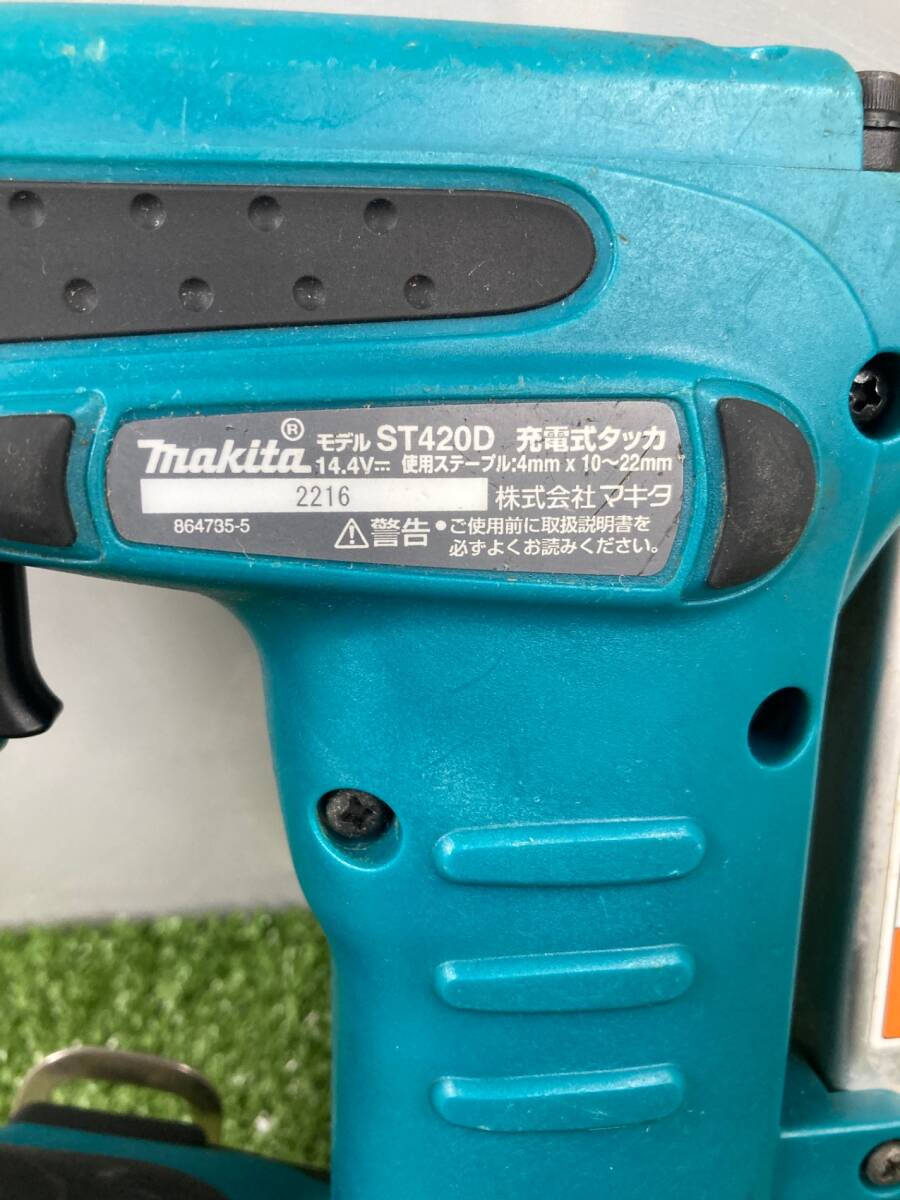 makita® モデル ST420D 充電式タッカ
14.4V⎓ 使用ステープル:4mm x 10〜22mm
2216 株式会社 マキタ
864735-5
⚠警告 •ご使用前に取扱説明書を
必ずよくお読みください。